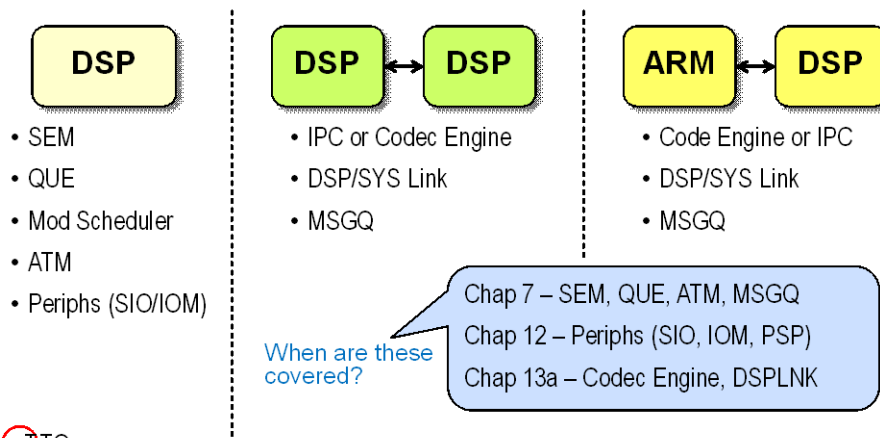 DSP
• SEM
• QUE
• Mod Scheduler
• ATM
• Periphs (SIO/IOM)
DSP DSP
• IPC or Codec Engine
• DSP/SYS Link
• MSGQ
ARM DSP
• Code Engine or IPC
• DSP/SYS Link
• MSGQ
When are these
covered?
Chap 7 – SEM, QUE, ATM, MSGQ
Chap 12 – Periphs (SIO, IOM, PSP)
Chap 13a – Codec Engine, DSPLNK